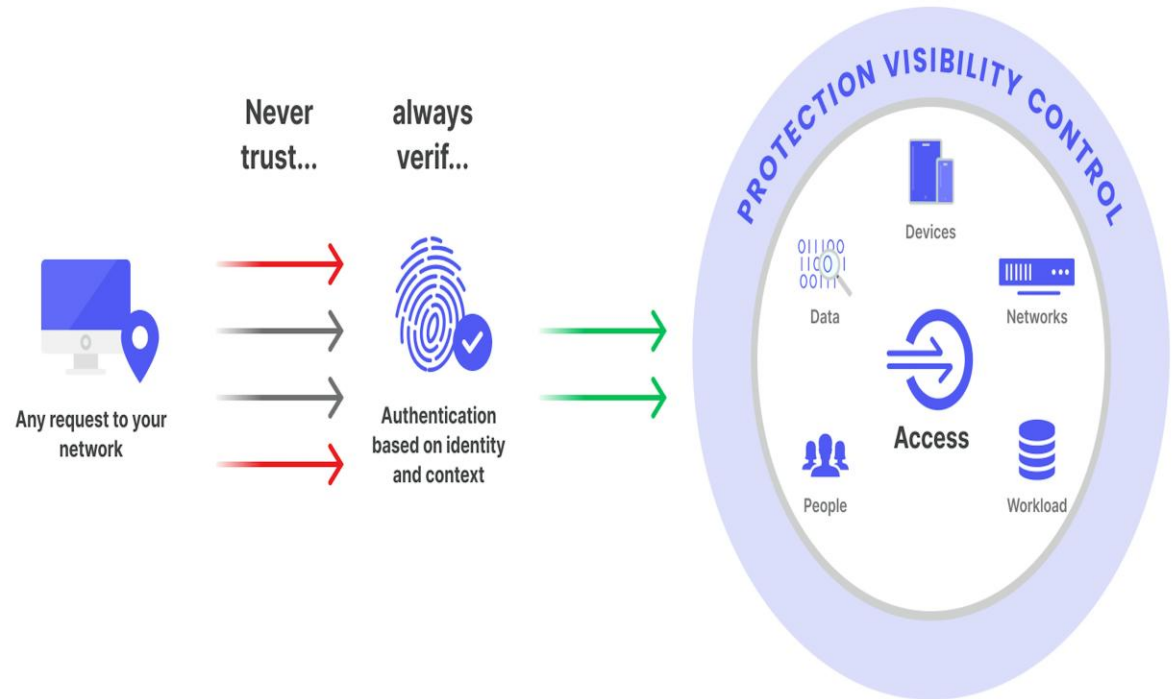 Never
trust...
always
verif...
Any request to your
network
Authentication
based on identity
and context
PROTECTION VISIBILITY CONTROL
Devices
011100
Data
Networks
Access
People
Workload